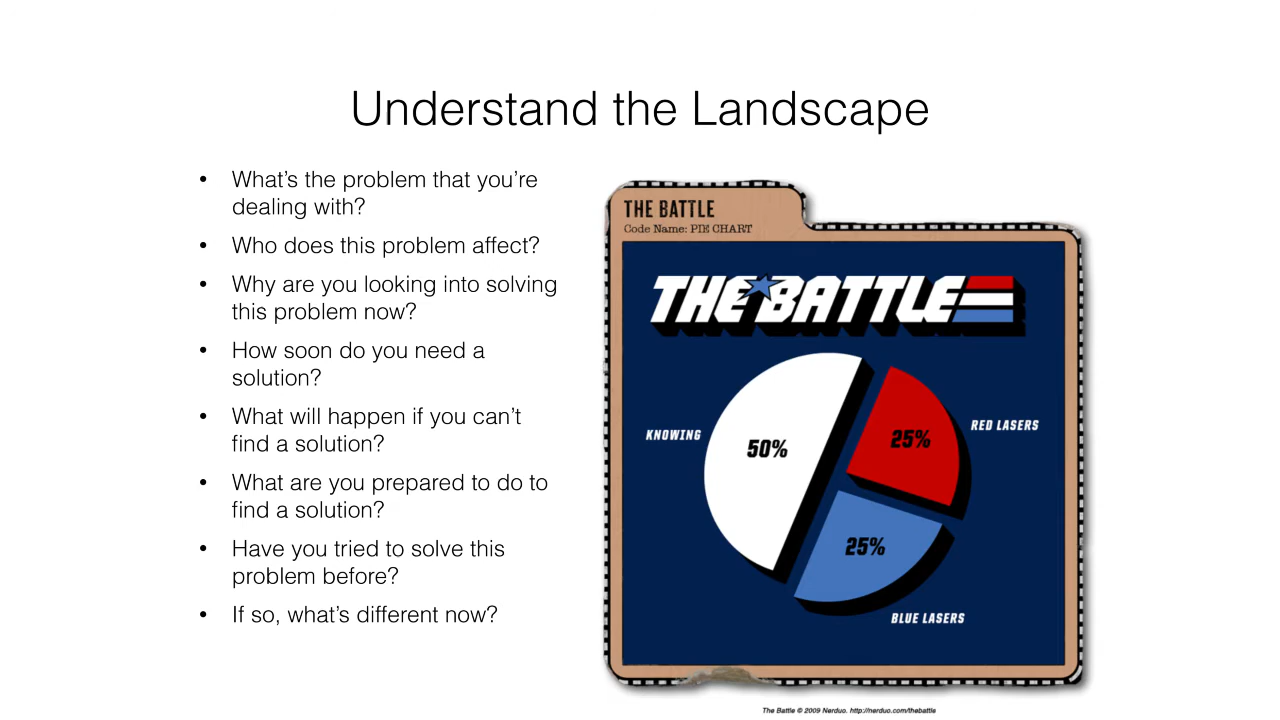 Understand the Landscape
• What's the problem that you're
dealing with?
• Who does this problem affect?
• Why are you looking into solving
this problem now?
• How soon do you need a
solution?
• What will happen if you can't
find a solution?
• What are you prepared to do to
find a solution?
• Have you tried to solve this
problem before?
• If so, what's different now?
THE BATTLE
Code Name: PIE CHART
THE BATTLE
KNOWING
50%
25%
RED LASERS
25%
BLUE LASERS
The Battle © 2009 Nerduo. http://nerduo.com/thebattle